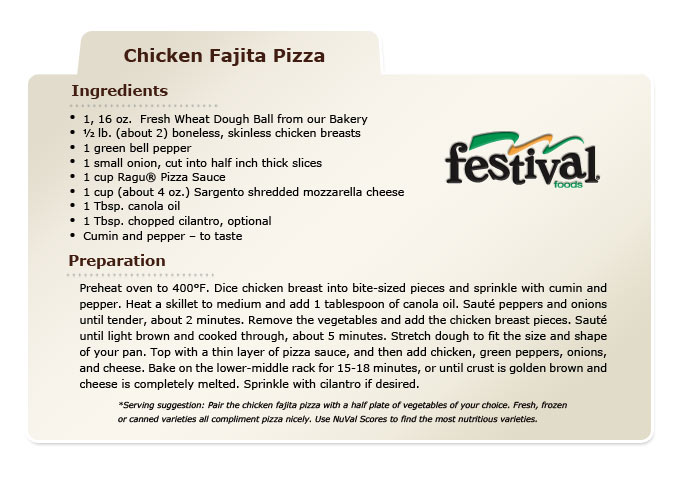 Chicken Fajita Pizza
Ingredients
• 1, 16 oz.  Fresh Wheat Dough Ball from our Bakery
• ½ lb. (about 2) boneless, skinless chicken breasts
• 1 green bell pepper
• 1 small onion, cut into half inch thick slices
• 1 cup Ragu® Pizza Sauce
• 1 cup (about 4 oz.) Sargento shredded mozzarella cheese
• 1 Tbsp. canola oil
• 1 Tbsp. chopped cilantro, optional
• Cumin and pepper – to taste
festival
foods
Preparation
Preheat oven to 400°F. Dice chicken breast into bite-sized pieces and sprinkle with cumin and
pepper. Heat a skillet to medium and add 1 tablespoon of canola oil. Sauté peppers and onions
until tender, about 2 minutes. Remove the vegetables and add the chicken breast pieces. Sauté
until light brown and cooked through, about 5 minutes. Stretch dough to fit the size and shape
of your pan. Top with a thin layer of pizza sauce, and then add chicken, green peppers, onions,
and cheese. Bake on the lower-middle rack for 15-18 minutes, or until crust is golden brown and
cheese is completely melted. Sprinkle with cilantro if desired.
*Serving suggestion: Pair the chicken fajita pizza with a half plate of vegetables of your choice. Fresh, frozen
or canned varieties all compliment pizza nicely. Use NuVal Scores to find the most nutritious varieties.